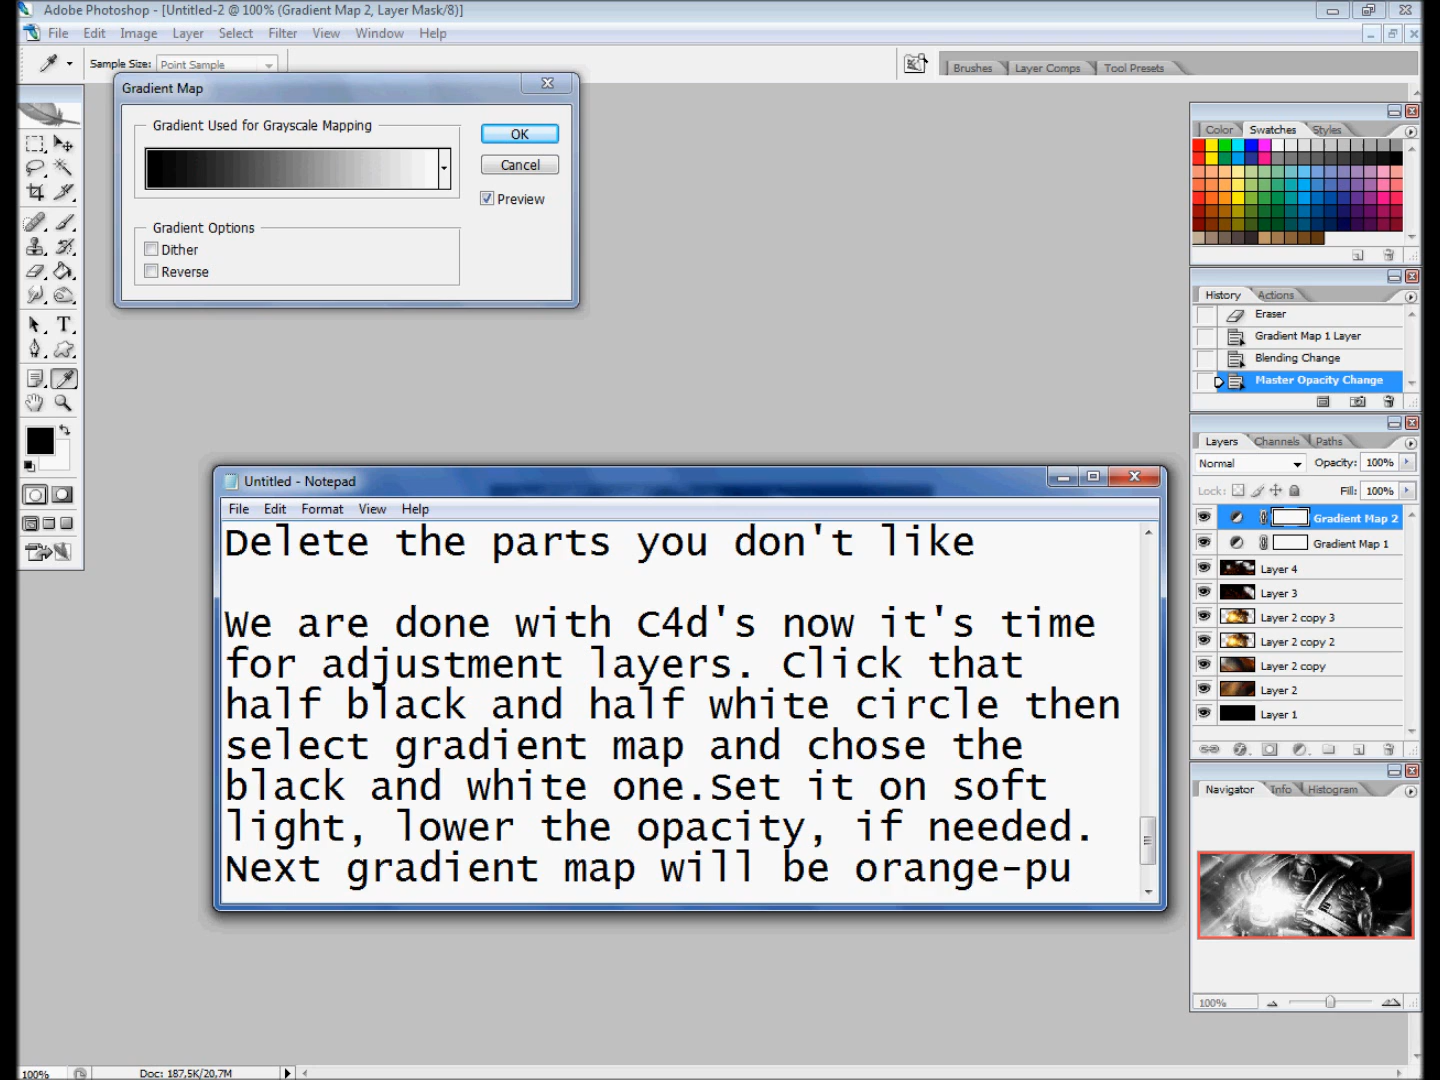 Adobe Photoshop - [Untitled-2 @ 100% (Gradient Map 2, Layer Mask/8)]
File Edit Image Layer Select Filter View Window Help
Sample Size: Point Sample
Brushes Layer Comps Tool Presets
Gradient Map
Gradient Used for Grayscale Mapping
OK
Cancel
Preview
Gradient Options
Dither
Reverse
Color Swatches Styles
History Actions
Eraser
Gradient Map 1 Layer
Blending Change
Master Opacity Change
Layers Channels Paths
Normal Opacity: 100%
Lock: Fill: 100%
Gradient Map 2
Gradient Map 1
Layer 4
Layer 3
Layer 2 copy 3
Layer 2 copy 2
Layer 2 copy
Layer 2
Layer 1
Navigator Info Histogram
100%
Untitled - Notepad
File Edit Format View Help
Delete the parts you don't like
We are done with C4d's now it's time
for adjustment layers. Click that
half black and half white circle then
select gradient map and chose the
black and white one.Set it on soft
light, lower the opacity, if needed.
Next gradient map will be orange-pu
100% Doc: 187,5K/20,7M